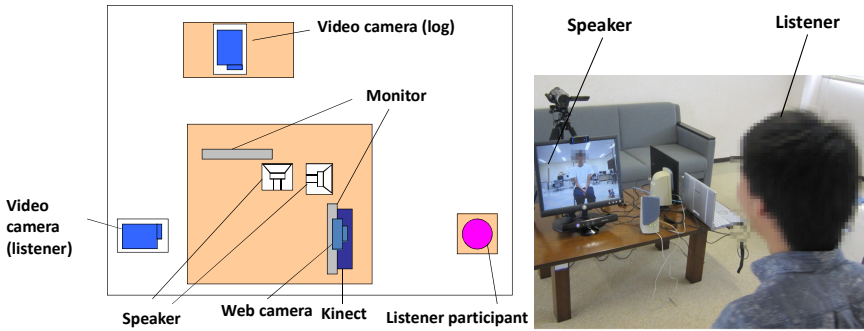 Video camera (log)
Monitor
Video
camera
(listener)
Speaker
Web camera
Kinect
Listener participant
Speaker
Listener